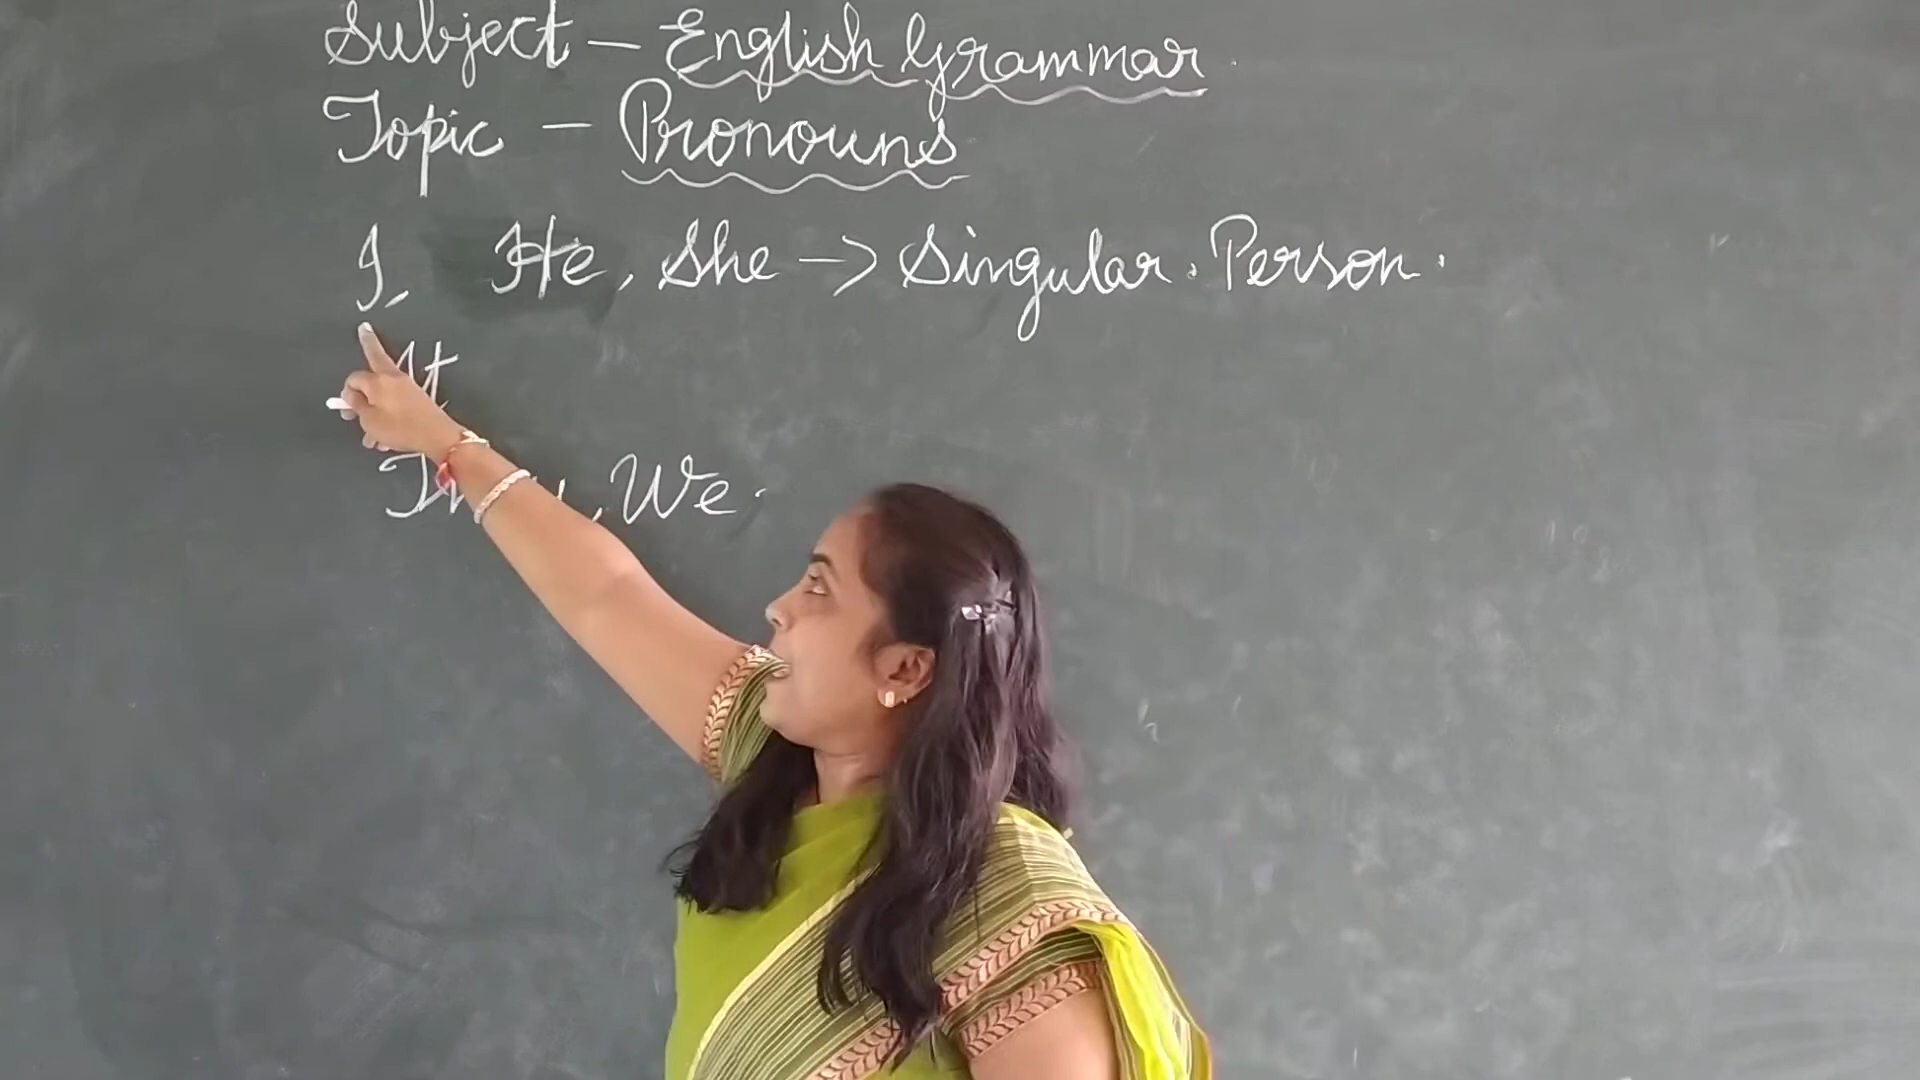 Subject – English Grammar
Topic – Pronouns
I, He, She -> Singular. Person.
It
We.